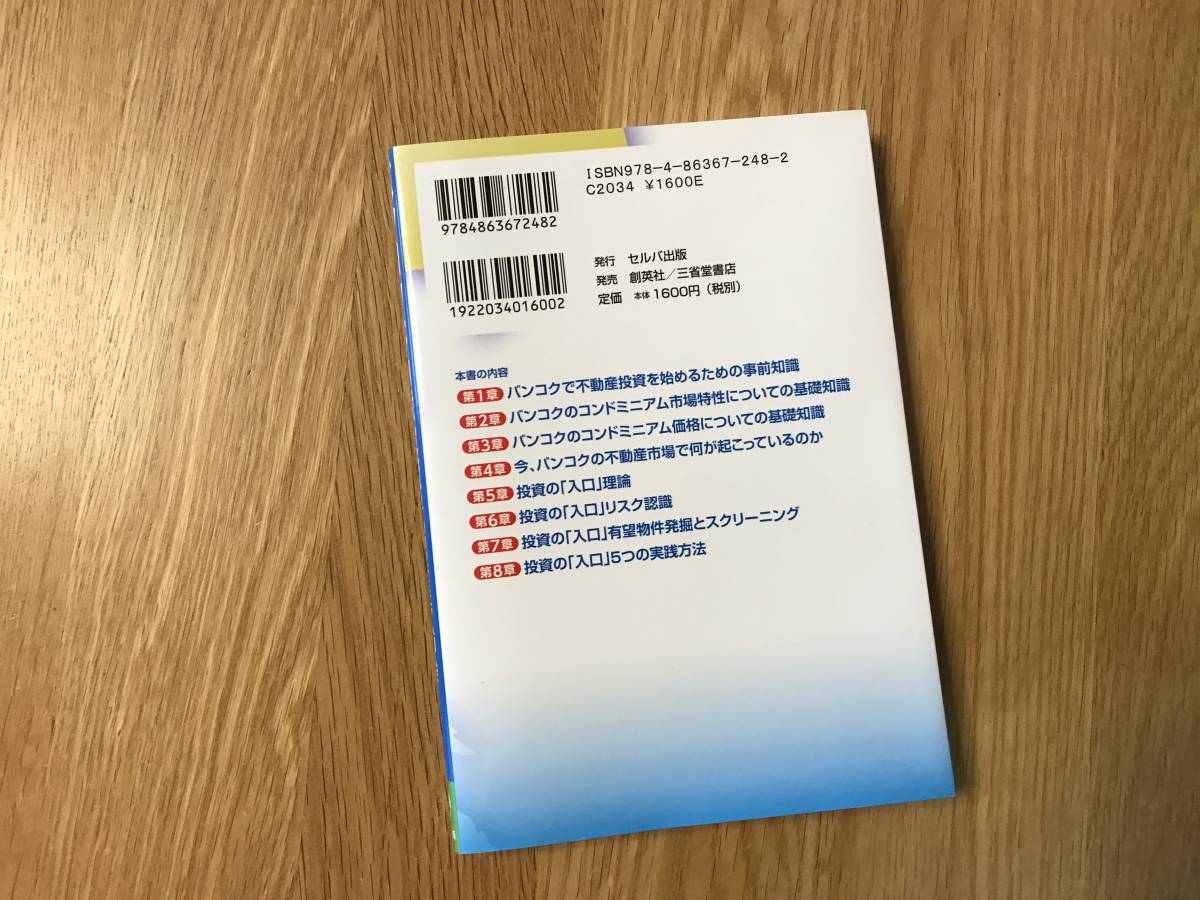 ISBN978-4-86367-248-2
C2034 ¥1600E
9784863672482
1922034016002
発行 セルバ出版
発売 創英社／三省堂書店
定価 本体1600円（税別）
本書の内容
第1章 バンコクで不動産投資を始めるための事前知識
第2章 バンコクのコンドミニアム市場特性についての基礎知識
第3章 バンコクのコンドミニアム価格についての基礎知識
第4章 今、バンコクの不動産市場で何が起こっているのか
第5章 投資の「入口」理論
第6章 投資の「入口」リスク認識
第7章 投資の「入口」有望物件発掘とスクリーニング
第8章 投資の「入口」5つの実践方法